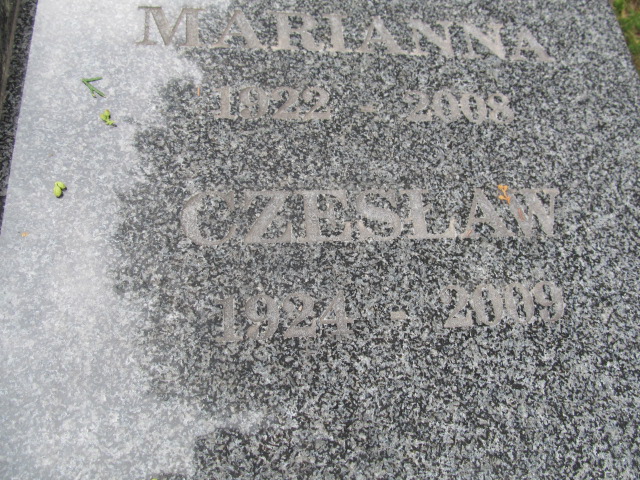 MARIANNA
1922 - 2008
CZESŁAW
1924 - 2009